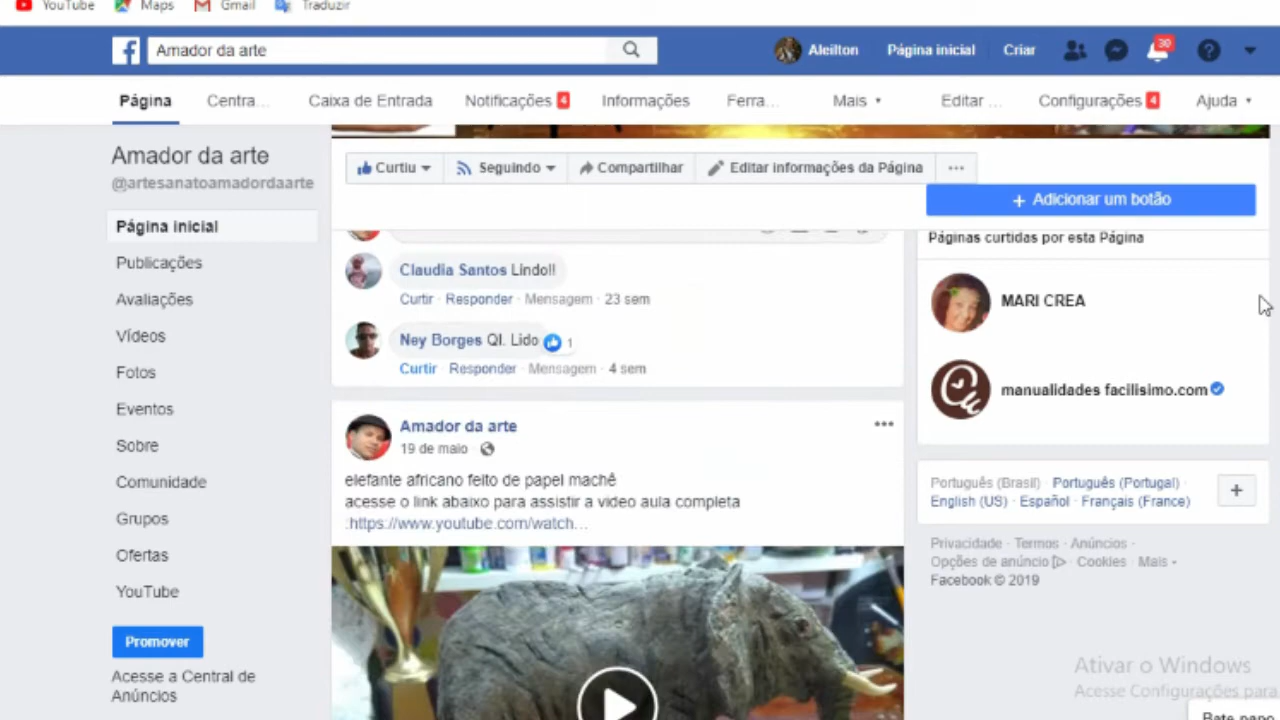 YouTube Maps Gmail Traduzir
Amador da arte
Aleilton Página inicial Criar 30
Página Centra... Caixa de Entrada Notificações 4 Informações Ferra... Mais Editar ... Configurações 4 Ajuda
Amador da arte
@artesanatoamadordaarte
Página inicial
Publicações
Avaliações
Vídeos
Fotos
Eventos
Sobre
Comunidade
Grupos
Ofertas
YouTube
Promover
Acesse a Central de
Anúncios
Curtiu Seguindo Compartilhar Editar informações da Página ...
+ Adicionar um botão
Claudia Santos Lindo!!
Curtir · Responder · Mensagem · 23 sem
Ney Borges QI. Lido 1
Curtir · Responder · Mensagem · 4 sem
Amador da arte
19 de maio
elefante africano feito de papel machê
acesse o link abaixo para assistir a video aula completa
:https://www.youtube.com/watch...
Páginas curtidas por esta Página
MARI CREA
manualidades facilisimo.com
Português (Brasil) · Português (Portugal) ·
English (US) · Español · Français (France)
+
Privacidade · Termos · Anúncios ·
Opções de anúncio · Cookies · Mais
Facebook © 2019
Ativar o Windows
Acesse Configurações para
Bate-papo